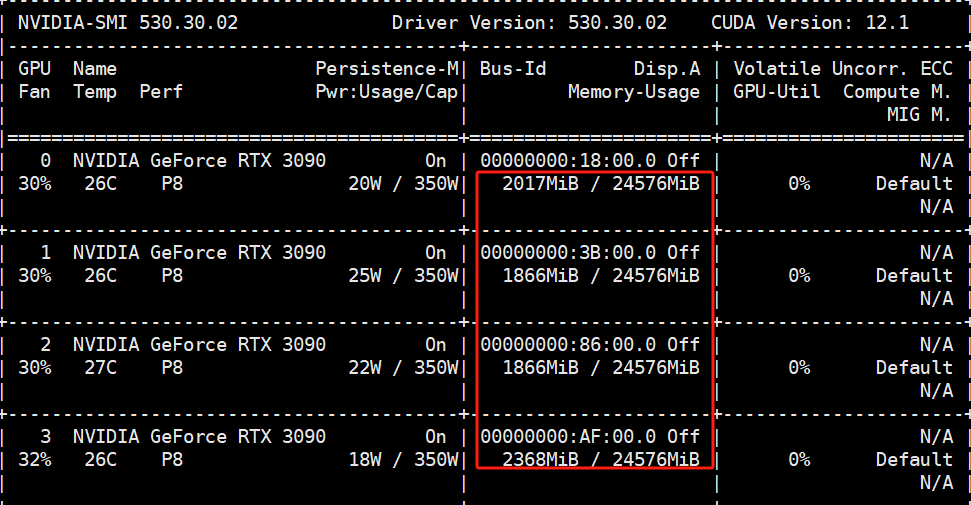 NVIDIA-SMI 530.30.02 Driver Version: 530.30.02 CUDA Version: 12.1
GPU Name Persistence-M| Bus-Id Disp.A | Volatile Uncorr. ECC
Fan Temp Perf Pwr:Usage/Cap| Memory-Usage | GPU-Util Compute M.
MIG M.
0 NVIDIA GeForce RTX 3090 On | 00000000:18:00.0 Off | N/A
30% 26C P8 20W / 350W| 2017MiB / 24576MiB | 0% Default
N/A
1 NVIDIA GeForce RTX 3090 On | 00000000:3B:00.0 Off | N/A
30% 26C P8 25W / 350W| 1866MiB / 24576MiB | 0% Default
N/A
2 NVIDIA GeForce RTX 3090 On | 00000000:86:00.0 Off | N/A
30% 27C P8 22W / 350W| 1866MiB / 24576MiB | 0% Default
N/A
3 NVIDIA GeForce RTX 3090 On | 00000000:AF:00.0 Off | N/A
32% 26C P8 18W / 350W| 2368MiB / 24576MiB | 0% Default
N/A